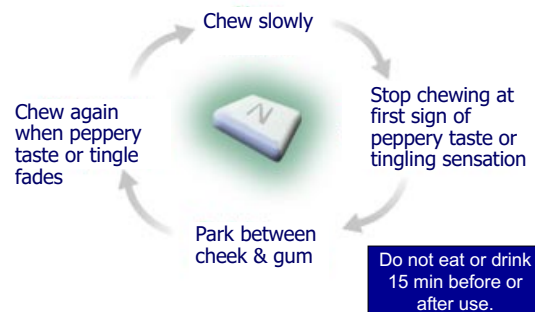 Chew slowly
Stop chewing at
first sign of
peppery taste or
tingling sensation
Park between
cheek & gum
Chew again
when peppery
taste or tingle
fades
N
Do not eat or drink
15 min before or
after use.